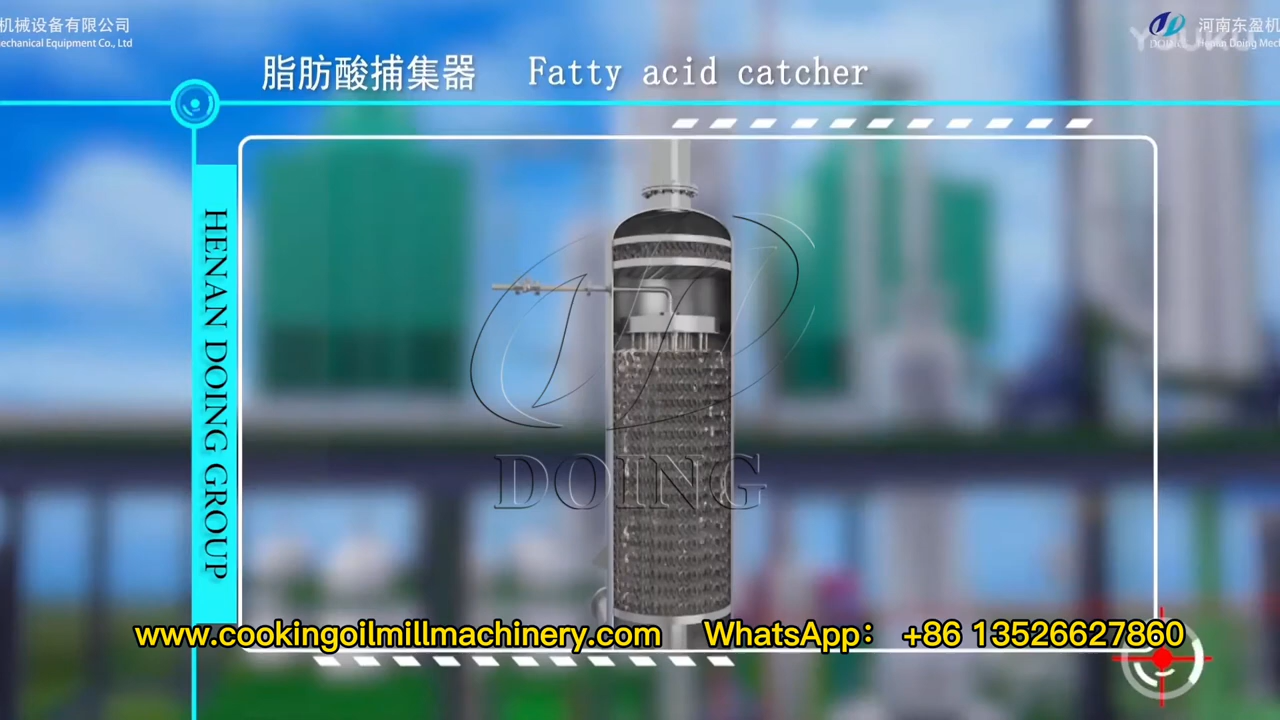 机械设备有限公司
echanical Equipment Co., Ltd
河南东盈机
DOING
Henan Doing Mech
脂肪酸捕集器 Fatty acid catcher
HENAN DOING GROUP
DOING
www.cookingoilmillmachinery.com WhatsApp： +86 13526627860